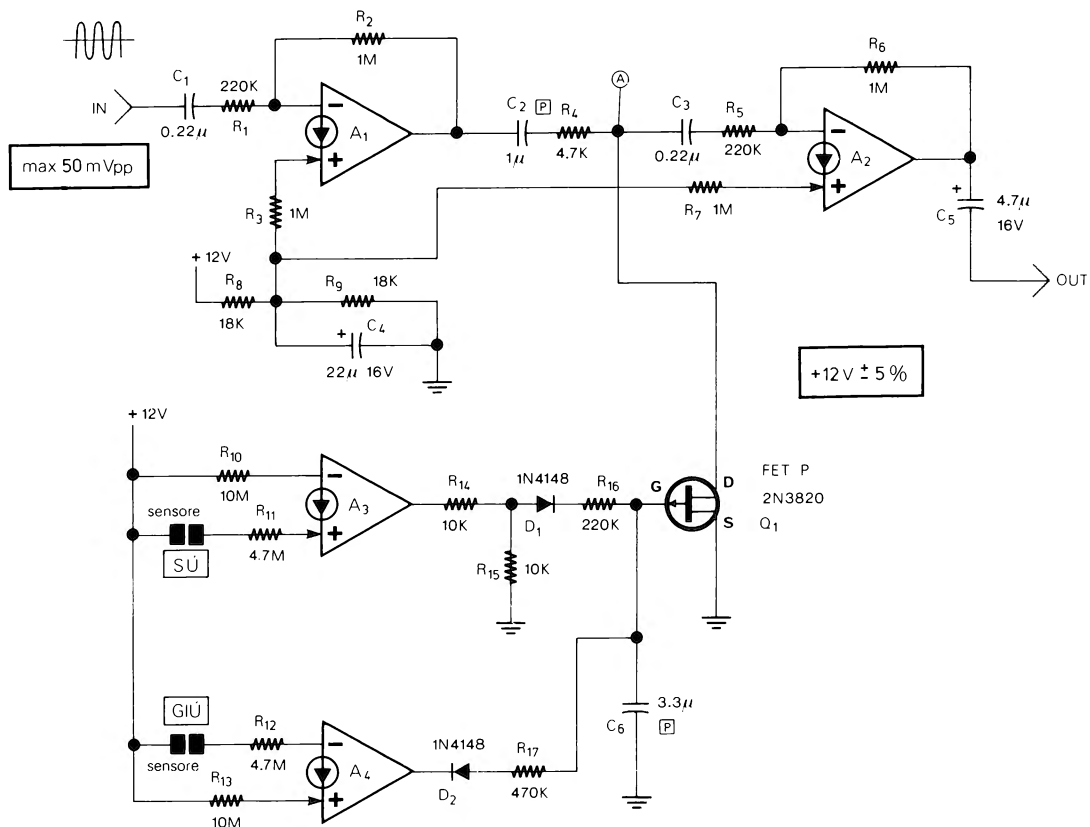 R2
1M
C1
220K
IN
0.22µ
R1
−
+
A1
max 50 mVpp
C2 P R4
1µ
4.7K
A
C3
R5
0.22µ
220K
R6
1M
−
+
A2
R7 1M
+
4.7µ
C5
16V
OUT
R3
1M
+ 12V
R8
18K
R9
18K
+
C4
22µ 16V
+12V ± 5%
+ 12V
R10
10M
sensore
SÚ
R11
4.7M
−
+
A3
R14
10K
1N4148
D1
R16
220K
R15
10K
G
D
S
FET P
2N3820
Q1
GIÚ
sensore
R12
4.7M
R13
10M
−
+
A4
1N4148
D2
R17
470K
3.3µ
C6
P